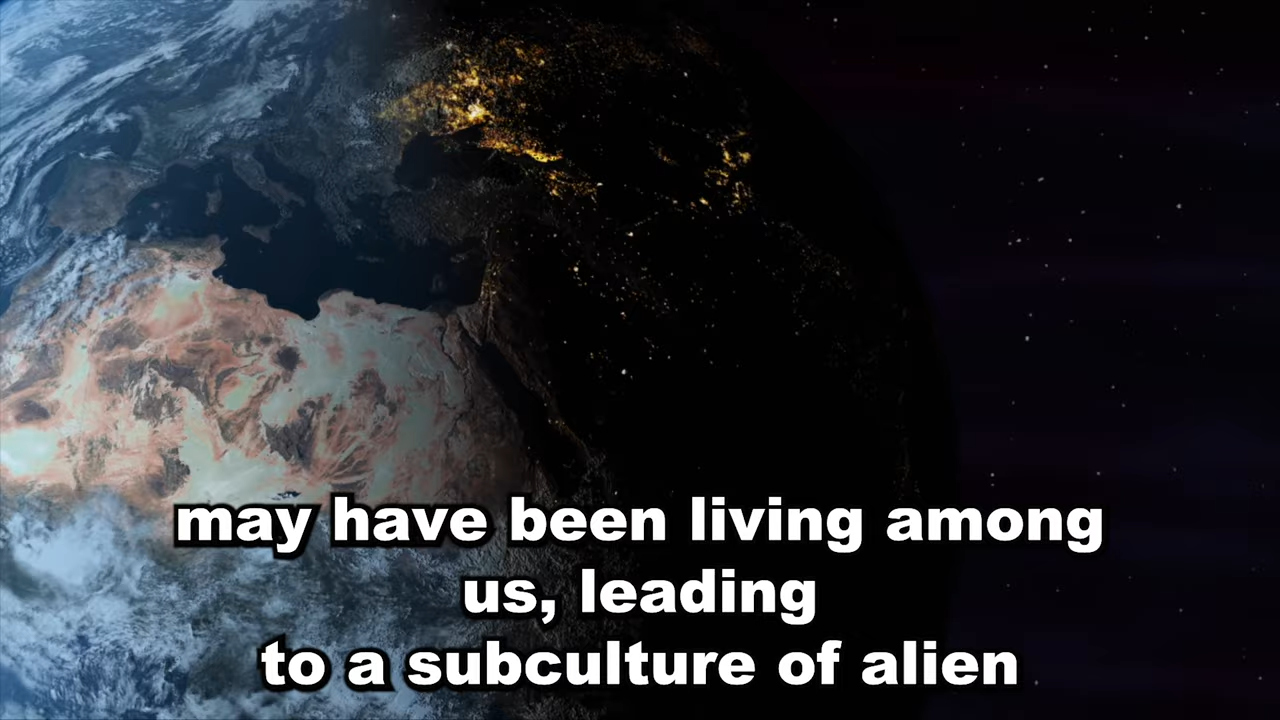 may have been living among
us, leading
to a subculture of alien